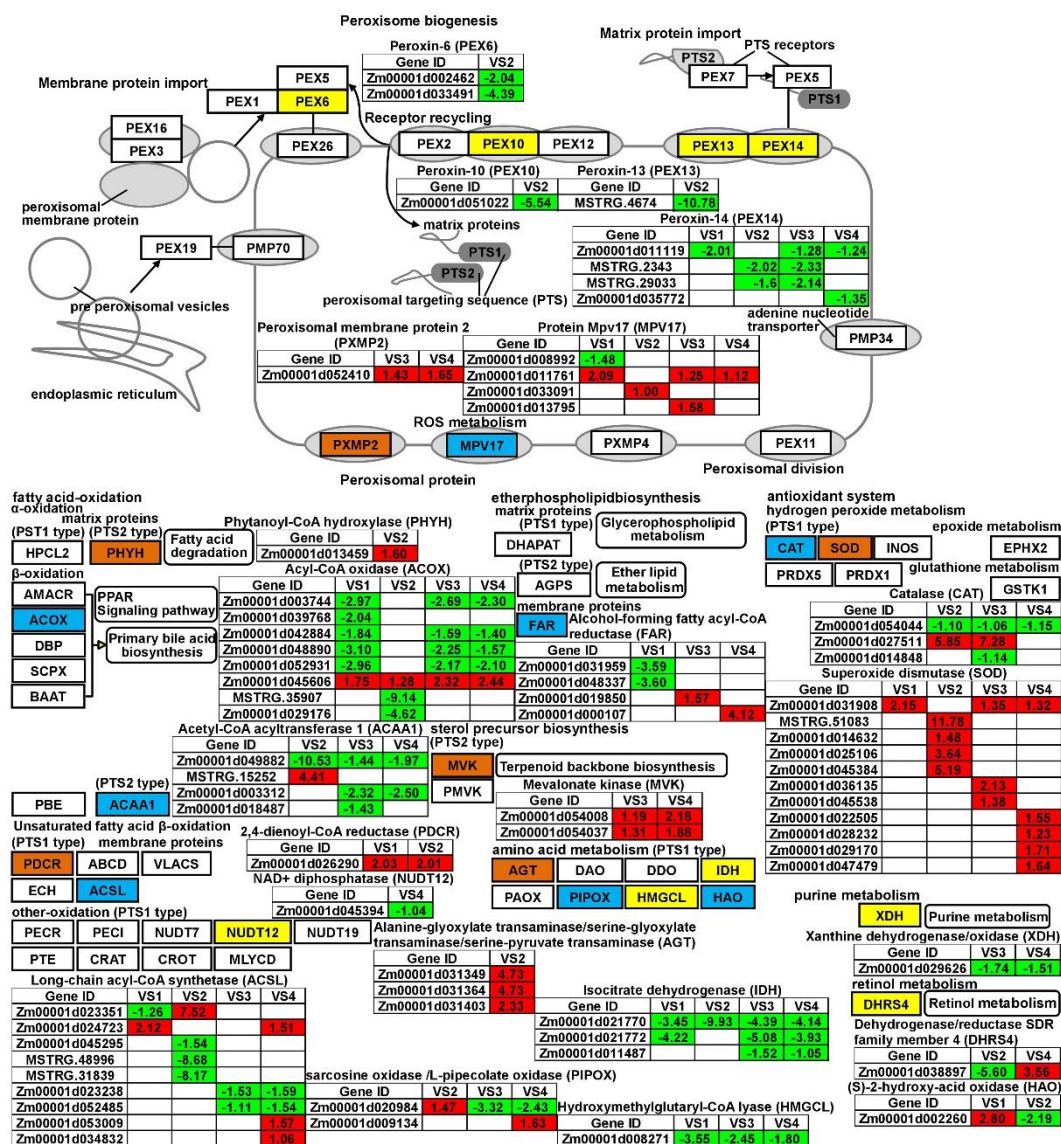 Peroxisome biogenesis
Peroxin-6 (PEX6)
Gene ID VS2
Zm00001d002462 -2.04
Zm00001d033491 -4.39
Matrix protein import
PTS receptors
PTS2
PEX7 PEX5
PTS1
Membrane protein import
PEX5
PEX1 PEX6
Receptor recycling
PEX16
PEX3
PEX26
PEX2 PEX10 PEX12
PEX13 PEX14
peroxisomal
membrane protein
Peroxin-10 (PEX10) Peroxin-13 (PEX13)
Gene ID VS2 Gene ID VS2
Zm00001d051022 -5.54 MSTRG.4674 -10.78
Peroxin-14 (PEX14)
Gene ID VS1 VS2 VS3 VS4
Zm00001d011119 -2.01 -1.28 -1.24
MSTRG.2343 -2.02 -2.33
MSTRG.29033 -1.6 -2.14
Zm00001d035772 -1.35
matrix proteins
PTS1
PTS2
peroxisomal targeting sequence (PTS)
PEX19 PMP70
pre peroxisomal vesicles
endoplasmic reticulum
adenine nucleotide
transporter
PMP34
Peroxisomal membrane protein 2
(PXMP2)
Gene ID VS3 VS4
Zm00001d052410 1.43 1.65
Protein Mpv17 (MPV17)
Gene ID VS1 VS2 VS3 VS4
Zm00001d008992 -1.48
Zm00001d011761 2.09 1.25 1.12
Zm00001d033091 1.00
Zm00001d013795 1.58
ROS metabolism
PXMP2 MPV17 PXMP4 PEX11
Peroxisomal protein
Peroxisomal division
fatty acid-oxidation
α-oxidation
matrix proteins
(PST1 type) (PTS2 type)
HPCL2 PHYH
Fatty acid
degradation
Phytanoyl-CoA hydroxylase (PHYH)
Gene ID VS2
Zm00001d013459 1.60
β-oxidation
AMACR
ACOX
DBP
SCPX
BAAT
PPAR
Signaling pathway
Primary bile acid
biosynthesis
Acyl-CoA oxidase (ACOX)
Gene ID VS1 VS2 VS3 VS4
Zm00001d003744 -2.97 -2.69 -2.30
Zm00001d039768 -2.04
Zm00001d042884 -1.84 -1.59 -1.40
Zm00001d048890 -3.10 -2.25 -1.57
Zm00001d052931 -2.96 -2.17 -2.10
Zm00001d045606 1.75 1.28 2.32 2.44
MSTRG.35907 -9.14
Zm00001d029176 -4.62
Acetyl-CoA acyltransferase 1 (ACAA1)
Gene ID VS2 VS3 VS4
Zm00001d049882 -10.53 -1.44 -1.97
MSTRG.15252 4.41
Zm00001d003312 -2.32 -2.50
Zm00001d018487 -1.43
(PTS2 type)
PBE ACAA1
Unsaturated fatty acid β-oxidation
(PTS1 type) membrane proteins
PDCR ABCD VLACS
ECH ACSL
2,4-dienoyl-CoA reductase (PDCR)
Gene ID VS1 VS2
Zm00001d026290 2.03 2.01
NAD+ diphosphatase (NUDT12)
Gene ID VS4
Zm00001d045394 -1.04
other-oxidation (PTS1 type)
PECR PECI NUDT7 NUDT12 NUDT19
PTE CRAT CROT MLYCD
Long-chain acyl-CoA synthetase (ACSL)
Gene ID VS1 VS2 VS3 VS4
Zm00001d023351 -1.26 7.52
Zm00001d024723 2.12 1.51
Zm00001d045295 -1.54
MSTRG.48996 -8.68
MSTRG.31839 -8.17
Zm00001d023238 -1.53 -1.59
Zm00001d052485 -1.11 -1.54
Zm00001d053009 1.57
Zm00001d034832 1.06
etherphospholipidbiosynthesis
matrix proteins
(PTS1 type)
DHAPAT
Glycerophospholipid
metabolism
(PTS2 type)
AGPS
Ether lipid
metabolism
membrane proteins
FAR
Alcohol-forming fatty acyl-CoA
reductase (FAR)
Gene ID VS1 VS3 VS4
Zm00001d031959 -3.59
Zm00001d048337 -3.60
Zm00001d019850 1.57
Zm00001d000107 4.12
sterol precursor biosynthesis
(PTS2 type)
MVK
PMVK
Terpenoid backbone biosynthesis
Mevalonate kinase (MVK)
Gene ID VS3 VS4
Zm00001d054008 1.19 2.18
Zm00001d054037 1.31 1.88
amino acid metabolism (PTS1 type)
AGT DAO DDO IDH
PAOX PIPOX HMGCL HAO
Alanine-glyoxylate transaminase/serine-glyoxylate
transaminase/serine-pyruvate transaminase (AGT)
Gene ID VS2
Zm00001d031349 4.73
Zm00001d031364 4.73
Zm00001d031403 2.33
Isocitrate dehydrogenase (IDH)
Gene ID VS1 VS2 VS3 VS4
Zm00001d021770 -3.45 -9.93 -4.39 -4.14
Zm00001d021772 -4.22 -5.08 -3.93
Zm00001d011487 -1.52 -1.05
sarcosine oxidase /L-pipecolate oxidase (PIPOX)
Gene ID VS2 VS3 VS4
Zm00001d020984 1.47 -3.32 -2.43
Zm00001d009134 1.63
Hydroxymethylglutaryl-CoA lyase (HMGCL)
Gene ID VS1 VS3 VS4
Zm00001d008271 -3.55 -2.45 -1.80
antioxidant system
hydrogen peroxide metabolism
(PTS1 type)
CAT SOD INOS
PRDX5 PRDX1
epoxide metabolism
EPHX2
glutathione metabolism
GSTK1
Catalase (CAT)
Gene ID VS2 VS3 VS4
Zm00001d054044 -1.10 -1.06 -1.15
Zm00001d027511 5.85 7.28
Zm00001d014848 -1.14
Superoxide dismutase (SOD)
Gene ID VS1 VS2 VS3 VS4
Zm00001d031908 2.15 1.35 1.32
MSTRG.51083 11.78
Zm00001d014632 1.48
Zm00001d025106 3.64
Zm00001d045384 5.19
Zm00001d036135 2.13
Zm00001d045538 1.38
Zm00001d022505 1.55
Zm00001d028232 1.23
Zm00001d029170 1.71
Zm00001d047479 1.64
purine metabolism
XDH Purine metabolism
Xanthine dehydrogenase/oxidase (XDH)
Gene ID VS3 VS4
Zm00001d029626 -1.74 -1.51
retinol metabolism
DHRS4 Retinol metabolism
Dehydrogenase/reductase SDR
family member 4 (DHRS4)
Gene ID VS2 VS4
Zm00001d038897 -5.60 3.56
(S)-2-hydroxy-acid oxidase (HAO)
Gene ID VS1 VS2
Zm00001d002260 2.80 -2.19